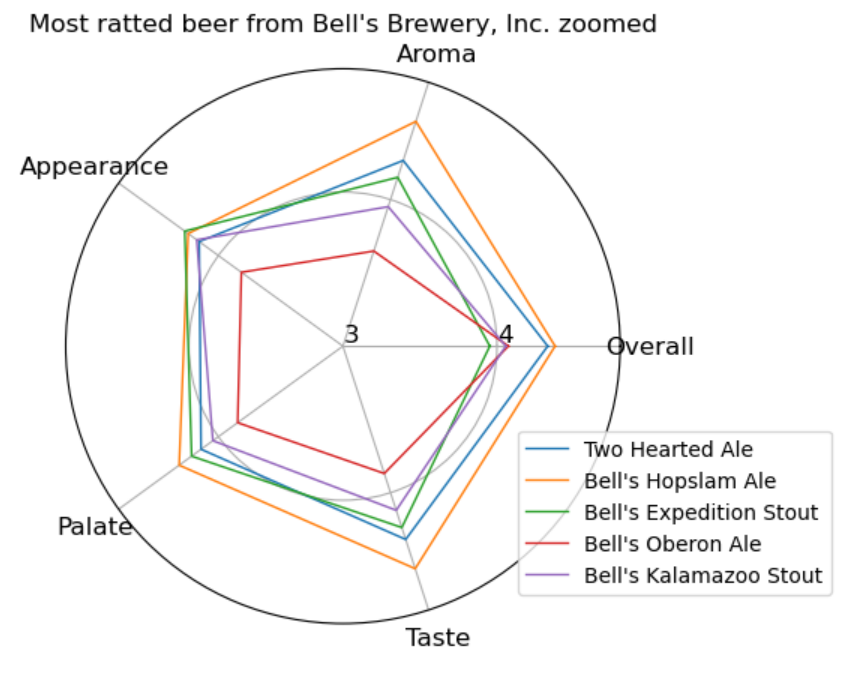 Most ratted beer from Bell's Brewery, Inc. zoomed
Aroma
Appearance
3
4
Overall
Palate
Taste
Two Hearted Ale
Bell's Hopslam Ale
Bell's Expedition Stout
Bell's Oberon Ale
Bell's Kalamazoo Stout